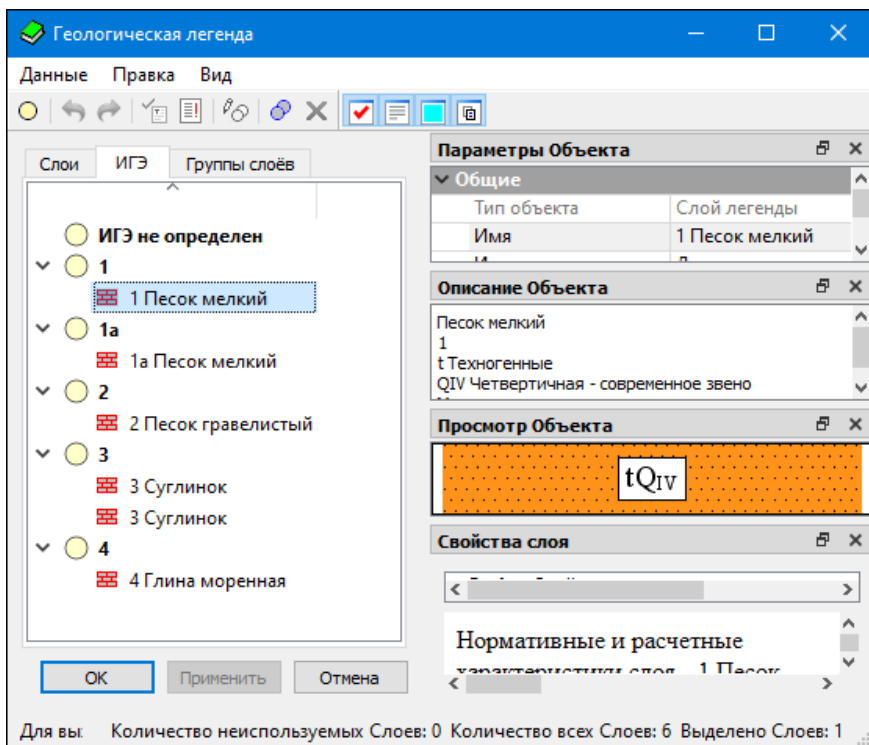 Геологическая легенда
Данные Правка Вид
Слои ИГЭ Группы слоёв
ИГЭ не определен
1
1 Песок мелкий
1а
1а Песок мелкий
2
2 Песок гравелистый
3
3 Суглинок
3 Суглинок
4
4 Глина моренная
OK Применить Отмена
Параметры Объекта
Общие
Тип объекта Слой легенды
Имя 1 Песок мелкий
Описание Объекта
Песок мелкий
1
t Техногенные
QIV Четвертичная - современное звено
Просмотр Объекта
tQIV
Свойства слоя
Нормативные и расчетные
характеристики слоя 1 Песок
Для вы Количество неиспользуемых Слоев: 0 Количество всех Слоев: 6 Выделено Слоев: 1